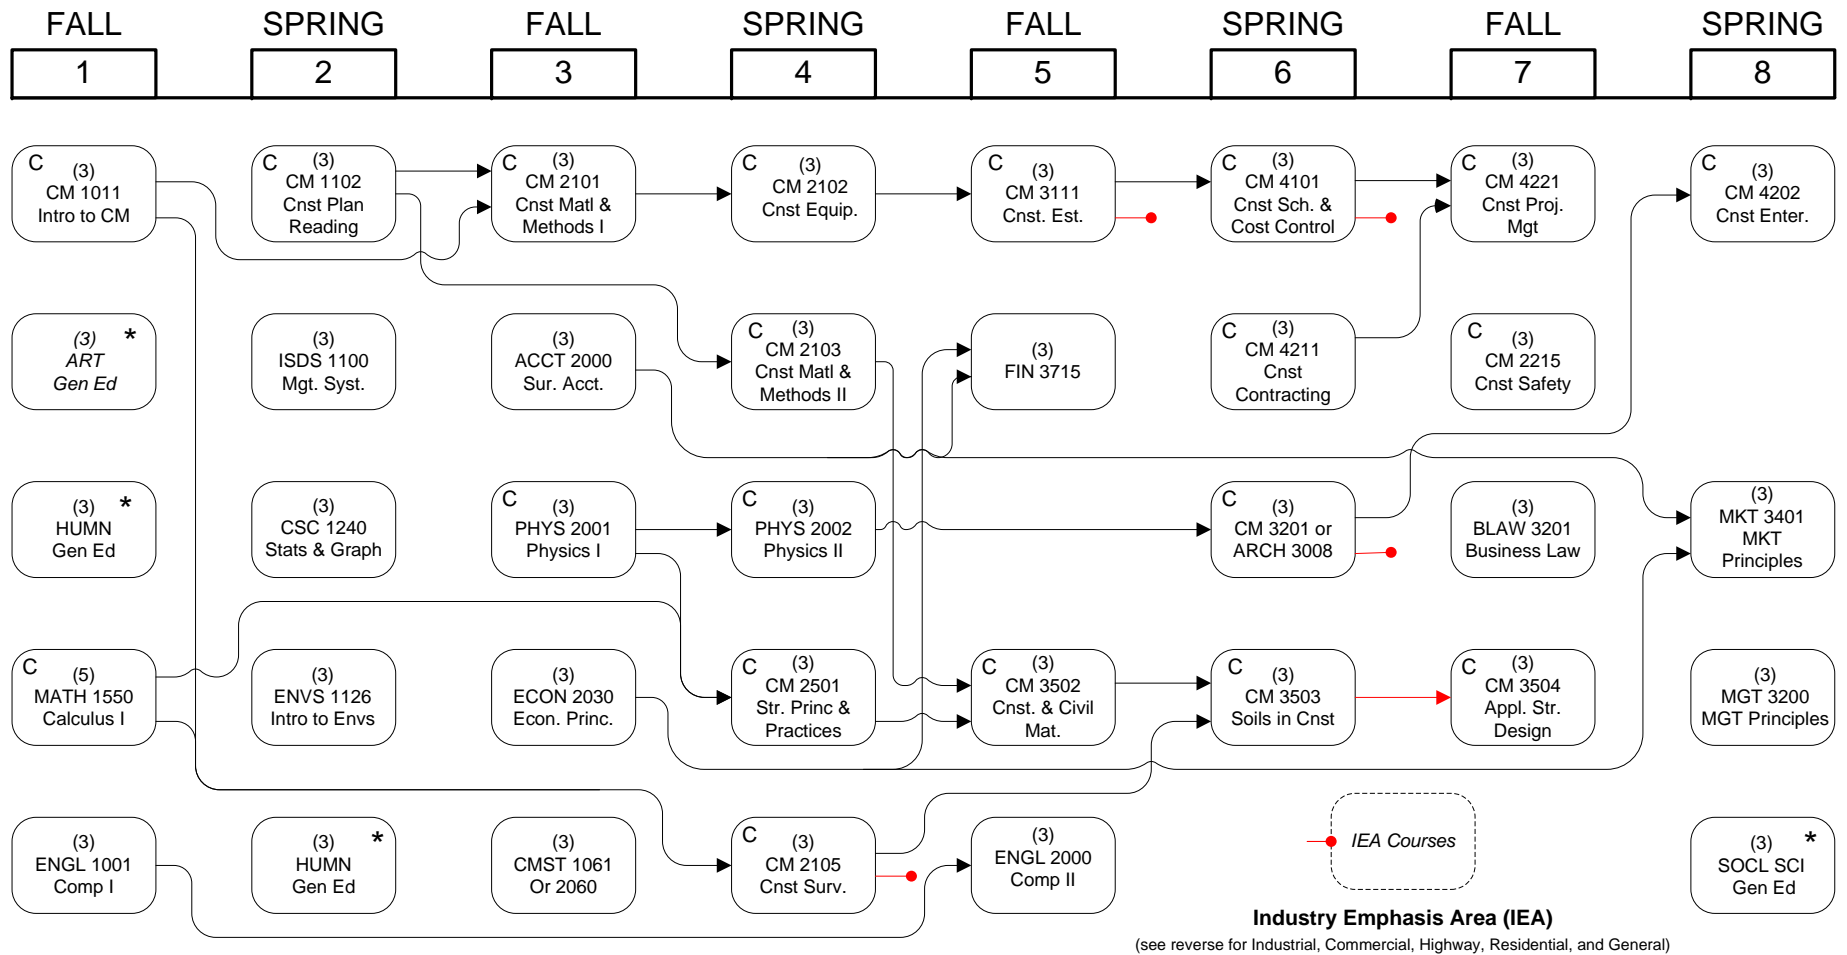 FALL
SPRING
FALL
SPRING
FALL
SPRING
FALL
SPRING
1
2
3
4
5
6
7
8
C (3)
CM 1011
Intro to CM
C (3)
CM 1102
Cnst Plan
Reading
C (3)
CM 2101
Cnst Matl &
Methods I
C (3)
CM 2102
Cnst Equip.
C (3)
CM 3111
Cnst. Est.
C (3)
CM 4101
Cnst Sch. &
Cost Control
C (3)
CM 4221
Cnst Proj.
Mgt
C (3)
CM 4202
Cnst Enter.
(3) *
ART
Gen Ed
(3)
ISDS 1100
Mgt. Syst.
(3)
ACCT 2000
Sur. Acct.
C (3)
CM 2103
Cnst Matl &
Methods II
(3)
FIN 3715
C (3)
CM 4211
Cnst
Contracting
C (3)
CM 2215
Cnst Safety
(3) *
HUMN
Gen Ed
(3)
CSC 1240
Stats & Graph
C (3)
PHYS 2001
Physics I
C (3)
PHYS 2002
Physics II
C (3)
CM 3201 or
ARCH 3008
(3)
BLAW 3201
Business Law
(3)
MKT 3401
MKT
Principles
C (5)
MATH 1550
Calculus I
(3)
ENVS 1126
Intro to Envs
(3)
ECON 2030
Econ. Princ.
C (3)
CM 2501
Str. Princ &
Practices
C (3)
CM 3502
Cnst. & Civil
Mat.
C (3)
CM 3503
Soils in Cnst
C (3)
CM 3504
Appl. Str.
Design
(3)
MGT 3200
MGT Principles
(3)
ENGL 1001
Comp I
(3) *
HUMN
Gen Ed
(3)
CMST 1061
Or 2060
C (3)
CM 2105
Cnst Surv.
(3)
ENGL 2000
Comp II
IEA Courses
(3) *
SOCL SCI
Gen Ed
Industry Emphasis Area (IEA)
(see reverse for Industrial, Commercial, Highway, Residential, and General)